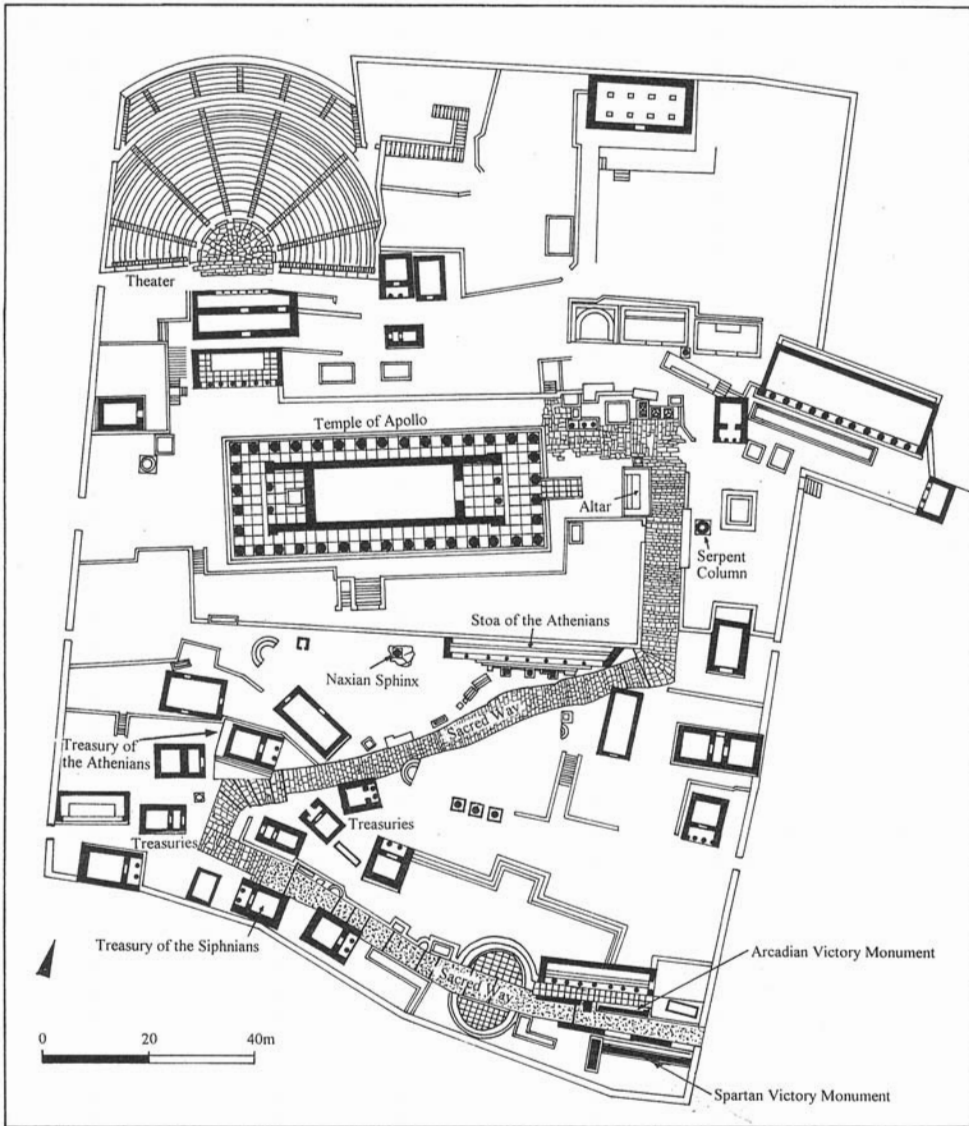 Theater
Temple of Apollo
Altar
Serpent
Column
Stoa of the Athenians
Naxian Sphinx
Sacred Way
Treasury of
the Athenians
Treasuries
Treasuries
Treasury of the Siphnians
Arcadian Victory Monument
Sacred Way
0 20 40m
Spartan Victory Monument